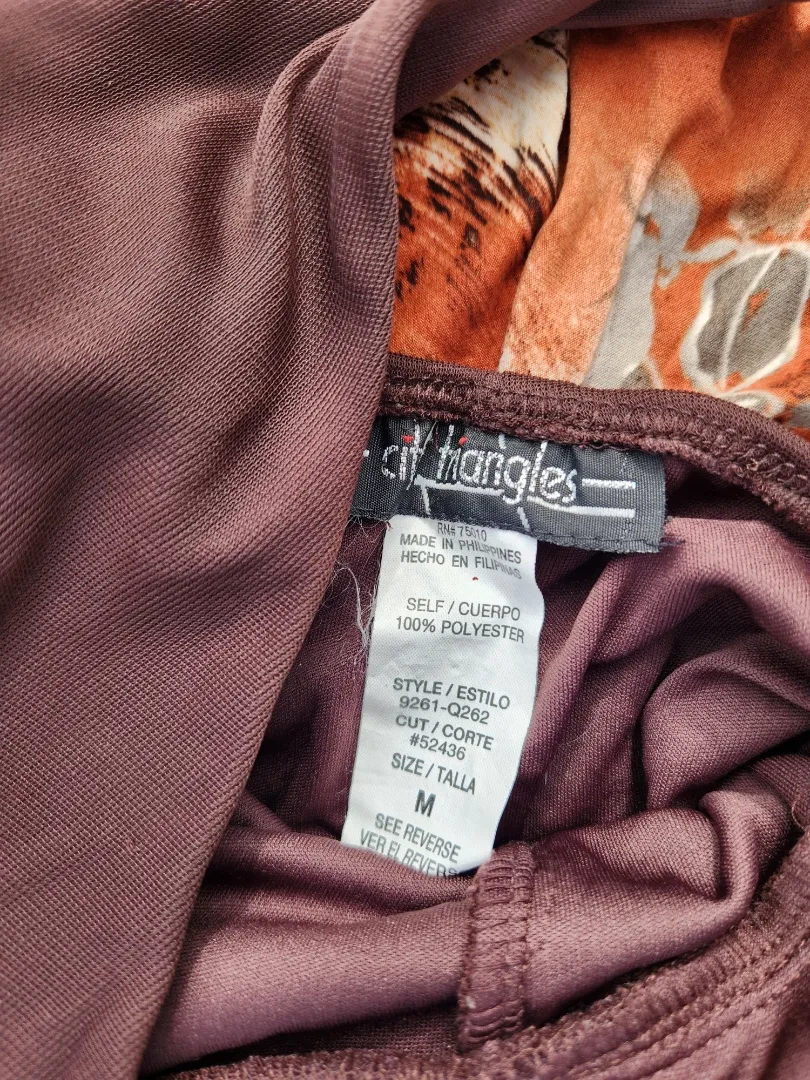 city triangles
RN# 75010
MADE IN PHILIPPINES
HECHO EN FILIPINAS
SELF / CUERPO
100% POLYESTER
STYLE / ESTILO
9261-Q262
CUT / CORTE
#52436
SIZE / TALLA
M
SEE REVERSE
VER EL REVERS